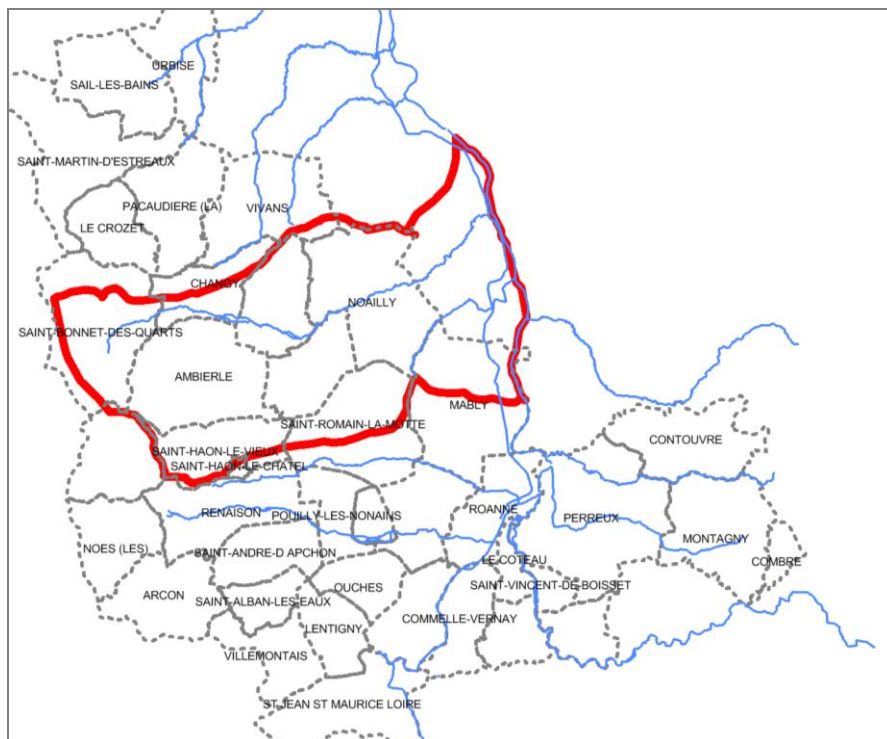 URBISE
SAIL-LES-BAINS
SAINT-MARTIN-D'ESTREAUX
PACAUDIERE (LA)
VIVANS
LE CROZET
CHANGY
NOAILLY
SAINT-BONNET-DES-QUARTS
AMBIERLE
MABLY
SAINT-ROMAIN-LA-MOTTE
CONTOUVRE
SAINT-HAON-LE-VIEUX
SAINT-HAON-LE-CHATEL
RENAISON
POUILLY-LES-NONAINS
ROANNE
PERREUX
MONTAGNY
NOES (LES)
SAINT-ANDRE-D APCHON
LE COTEAU
COMBRE
SAINT-VINCENT-DE-BOISSET
OUCHES
ARCON
SAINT-ALBAN-LES-EAUX
COMMELLE-VERNAY
LENTIGNY
VILLEMONTAIS
ST JEAN ST MAURICE LOIRE